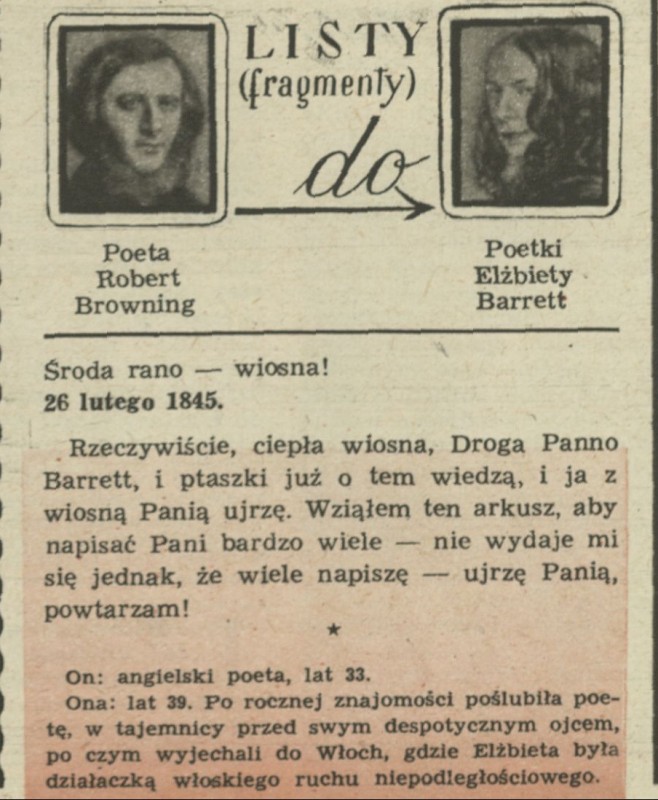 LISTY
(fragmenty)
do
Poeta
Robert
Browning
Poetki
Elżbiety
Barrett
Środa rano — wiosna!
26 lutego 1845.
Rzeczywiście, ciepła wiosna, Droga Panno
Barrett, i ptaszki już o tem wiedzą, i ja z
wiosną Panią ujrzę. Wziąłem ten arkusz, aby
napisać Pani bardzo wiele — nie wydaje mi
się jednak, że wiele napiszę — ujrzę Panią,
powtarzam!
★
On: angielski poeta, lat 33.
Ona: lat 39. Po rocznej znajomości poślubiła poe-
tę, w tajemnicy przed swym despotycznym ojcem,
po czym wyjechali do Włoch, gdzie Elżbieta była
działaczką włoskiego ruchu niepodległościowego.